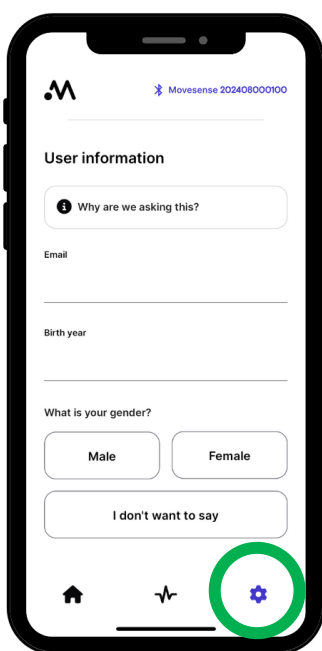 Movesense 202408000100
User information
Why are we asking this?
Email
Birth year
What is your gender?
Male Female
I don't want to say